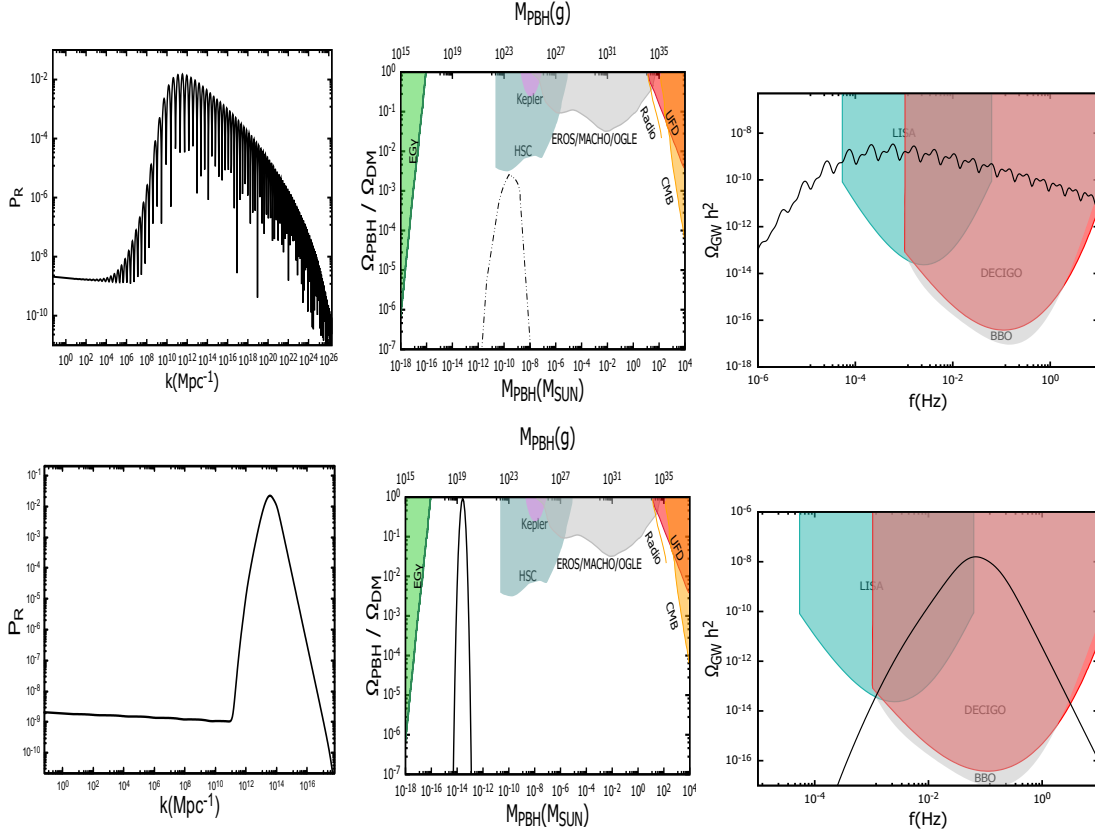 M_PBH(g)
10^15 10^19 10^23 10^27 10^31 10^35
P_R
10^-2
10^-4
10^-6
10^-8
10^-10
10^0 10^2 10^4 10^6 10^8 10^10 10^12 10^14 10^16 10^18 10^20 10^22 10^24 10^26
k(Mpc^-1)
Ω_PBH / Ω_DM
10^0
10^-1
10^-2
10^-3
10^-4
10^-5
10^-6
10^-7
EGγ
Kepler
HSC
EROS/MACHO/OGLE
Radio
UFD
CMB
10^-18 10^-16 10^-14 10^-12 10^-10 10^-8 10^-6 10^-4 10^-2 10^0 10^2 10^4
M_PBH(M_SUN)
Ω_GW h^2
10^-8
10^-10
10^-12
10^-14
10^-16
10^-18
LISA
DECIGO
BBO
10^-6 10^-4 10^-2 10^0
f(Hz)
M_PBH(g)
10^15 10^19 10^23 10^27 10^31 10^35
P_R
10^-1
10^-2
10^-3
10^-4
10^-5
10^-6
10^-7
10^-8
10^-9
10^-10
10^0 10^2 10^4 10^6 10^8 10^10 10^12 10^14 10^16
k(Mpc^-1)
Ω_PBH / Ω_DM
10^0
10^-1
10^-2
10^-3
10^-4
10^-5
10^-6
10^-7
EGγ
Kepler
HSC
EROS/MACHO/OGLE
Radio
UFD
CMB
10^-18 10^-16 10^-14 10^-12 10^-10 10^-8 10^-6 10^-4 10^-2 10^0 10^2 10^4
M_PBH(M_SUN)
Ω_GW h^2
10^-6
10^-8
10^-10
10^-12
10^-14
10^-16
LISA
DECIGO
BBO
10^-4 10^-2 10^0
f(Hz)